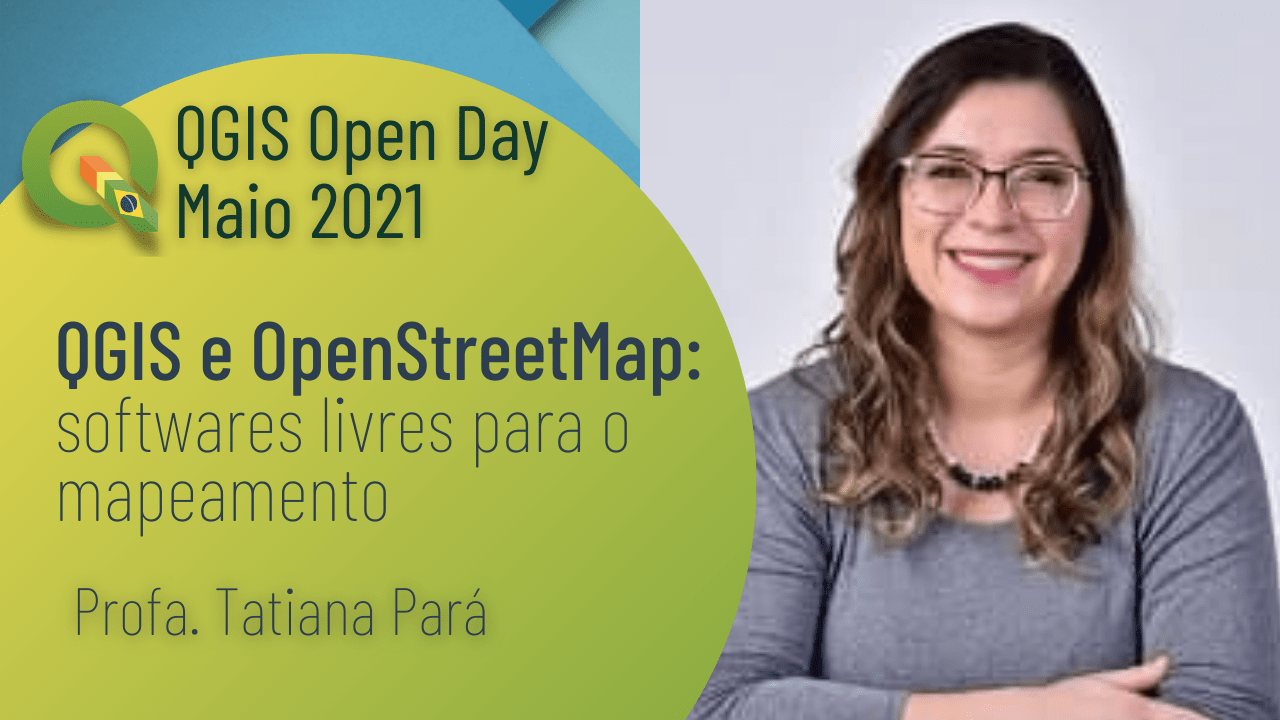 QGIS Open Day
Maio 2021
QGIS e OpenStreetMap:
softwares livres para o
mapeamento
Profa. Tatiana Pará